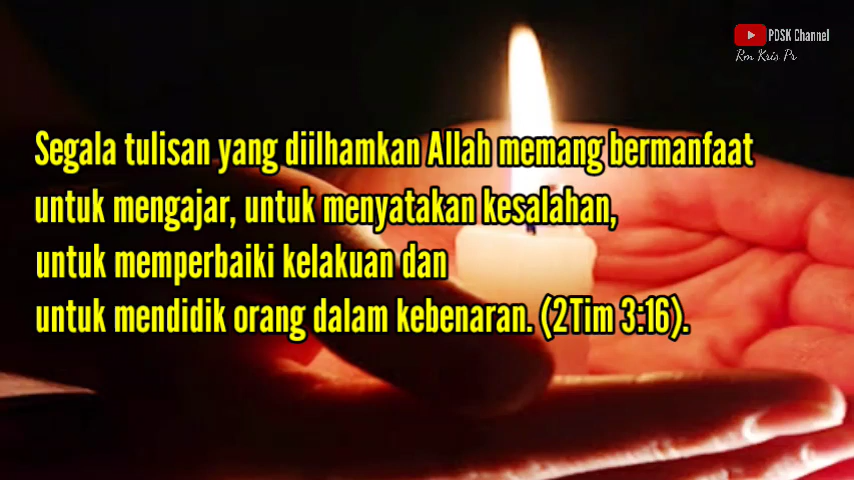 PDSK Channel
Rm Kris Pr
Segala tulisan yang diilhamkan Allah memang bermanfaat
untuk mengajar, untuk menyatakan kesalahan,
untuk memperbaiki kelakuan dan
untuk mendidik orang dalam kebenaran. (2Tim 3:16).